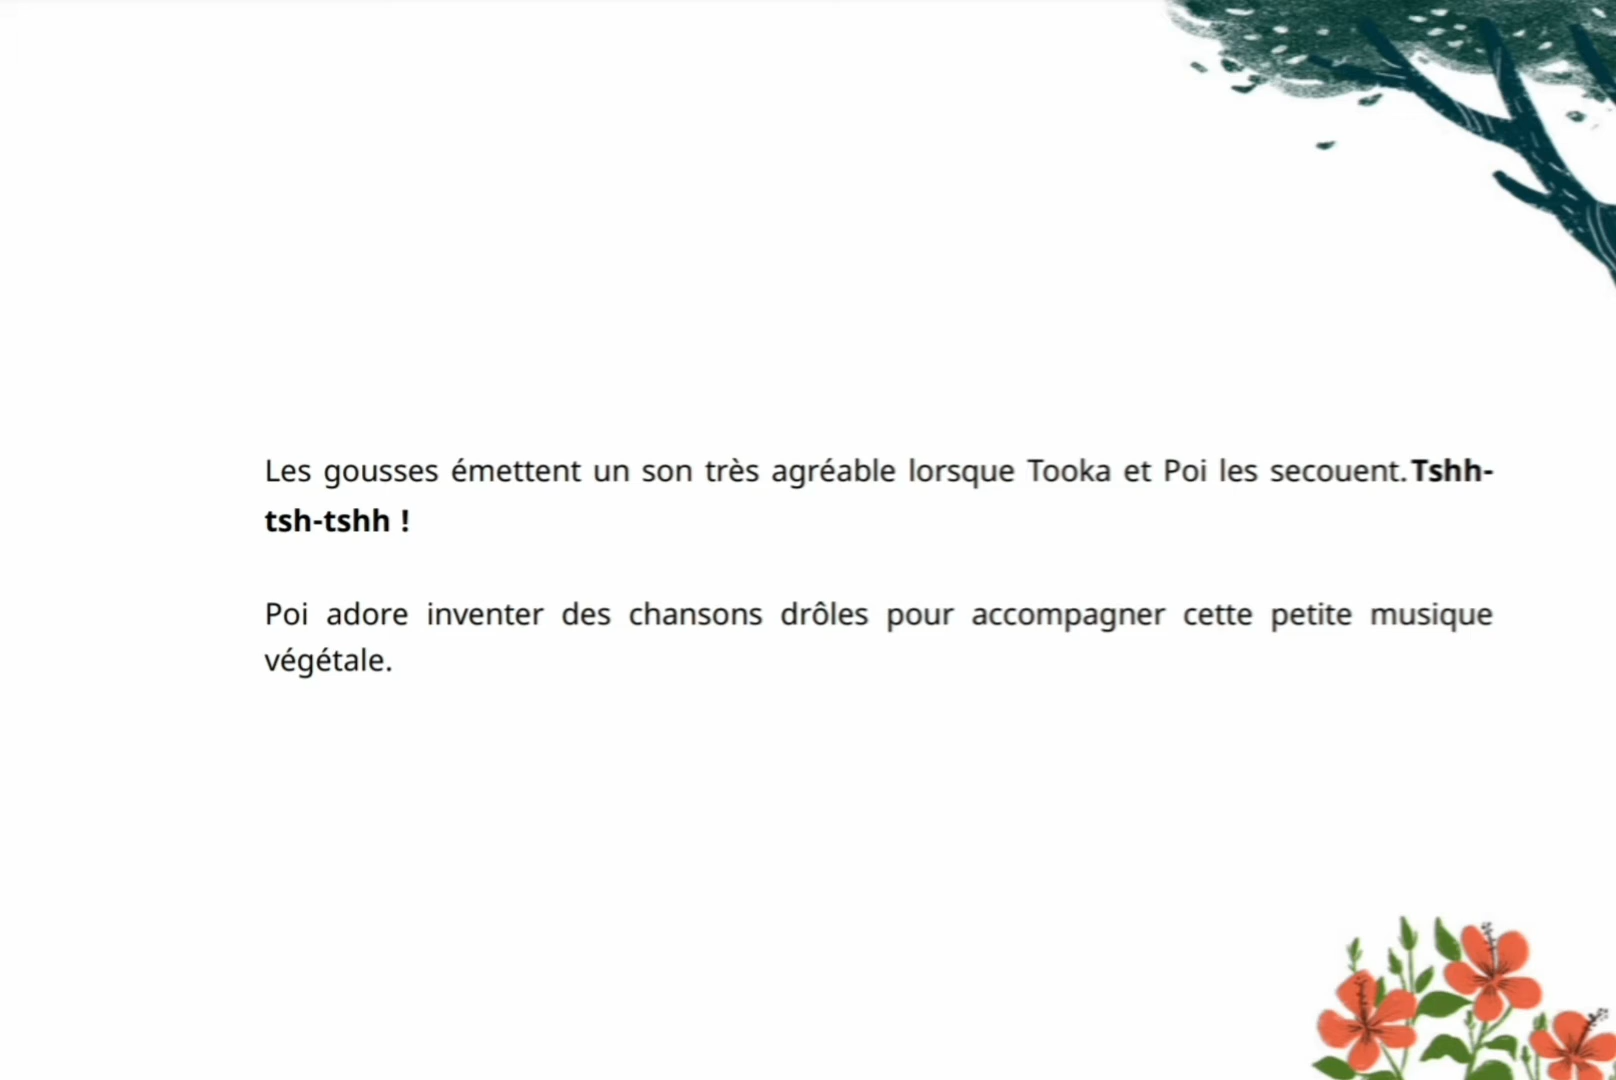 Les gousses émettent un son très agréable lorsque Tooka et Poi les secouent. Tshh-
tsh-tshh !
Poi adore inventer des chansons drôles pour accompagner cette petite musique
végétale.